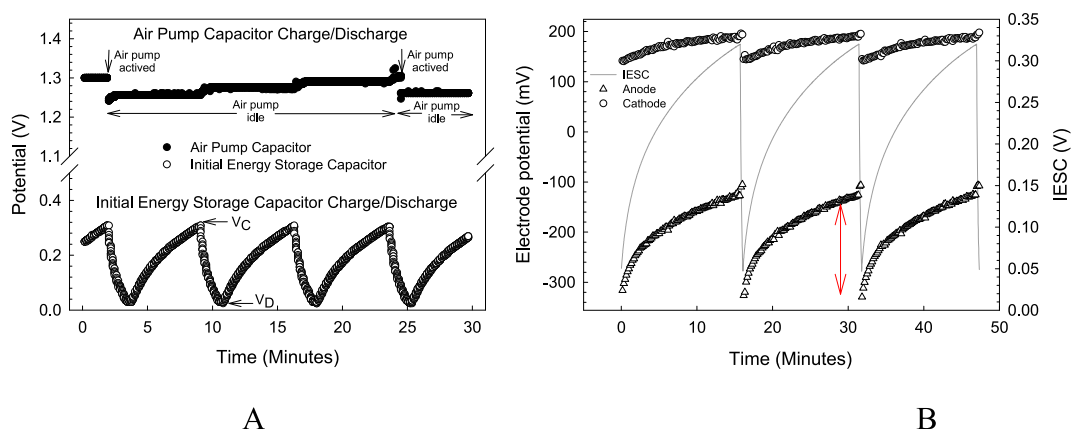 Air Pump Capacitor Charge/Discharge
Air pump
actived
Air pump
actived
Air pump
idle
Air pump
idle
Air Pump Capacitor
Initial Energy Storage Capacitor
Initial Energy Storage Capacitor Charge/Discharge
V_C
V_D
Potential (V)
1.4
1.3
1.2
1.1
0.4
0.2
0.0
0 5 10 15 20 25 30
Time (Minutes)
A
IESC
Anode
Cathode
Electrode potential (mV)
200
100
0
-100
-200
-300
0 10 20 30 40 50
Time (Minutes)
IESC (V)
0.35
0.30
0.25
0.20
0.15
0.10
0.05
0.00
B